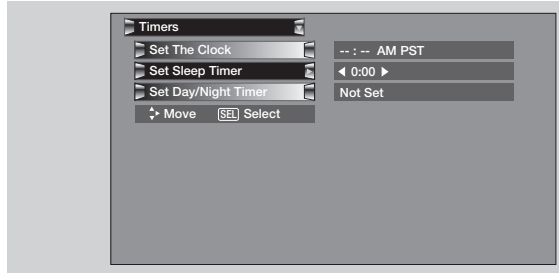 Timers
Set The Clock -- : -- AM PST
Set Sleep Timer ◀ 0:00 ▶
Set Day/Night Timer Not Set
Move SEL Select